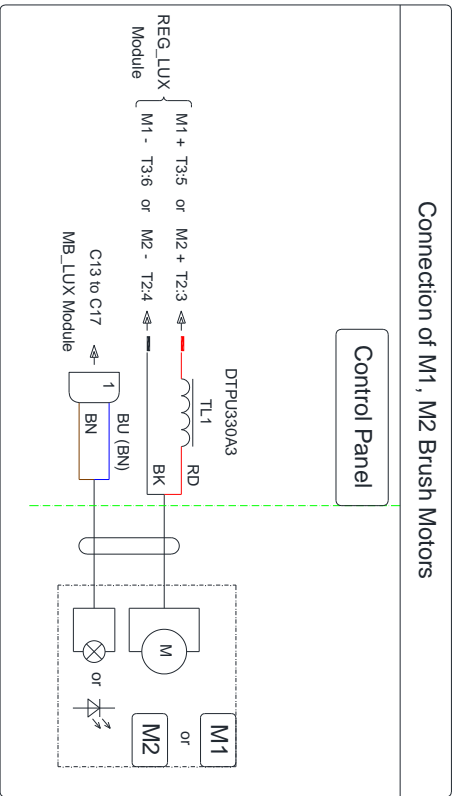 Connection of M1, M2 Brush Motors
Control Panel
REG_LUX
Module
M1 + T3:5 or M2 + T2:3
M1 - T3:6 or M2 - T2:4
DTPU330A3
TL1
RD
BK
C13 to C17
MB_LUX Module
1
BU (BN)
BN
M
or
M1
or
M2